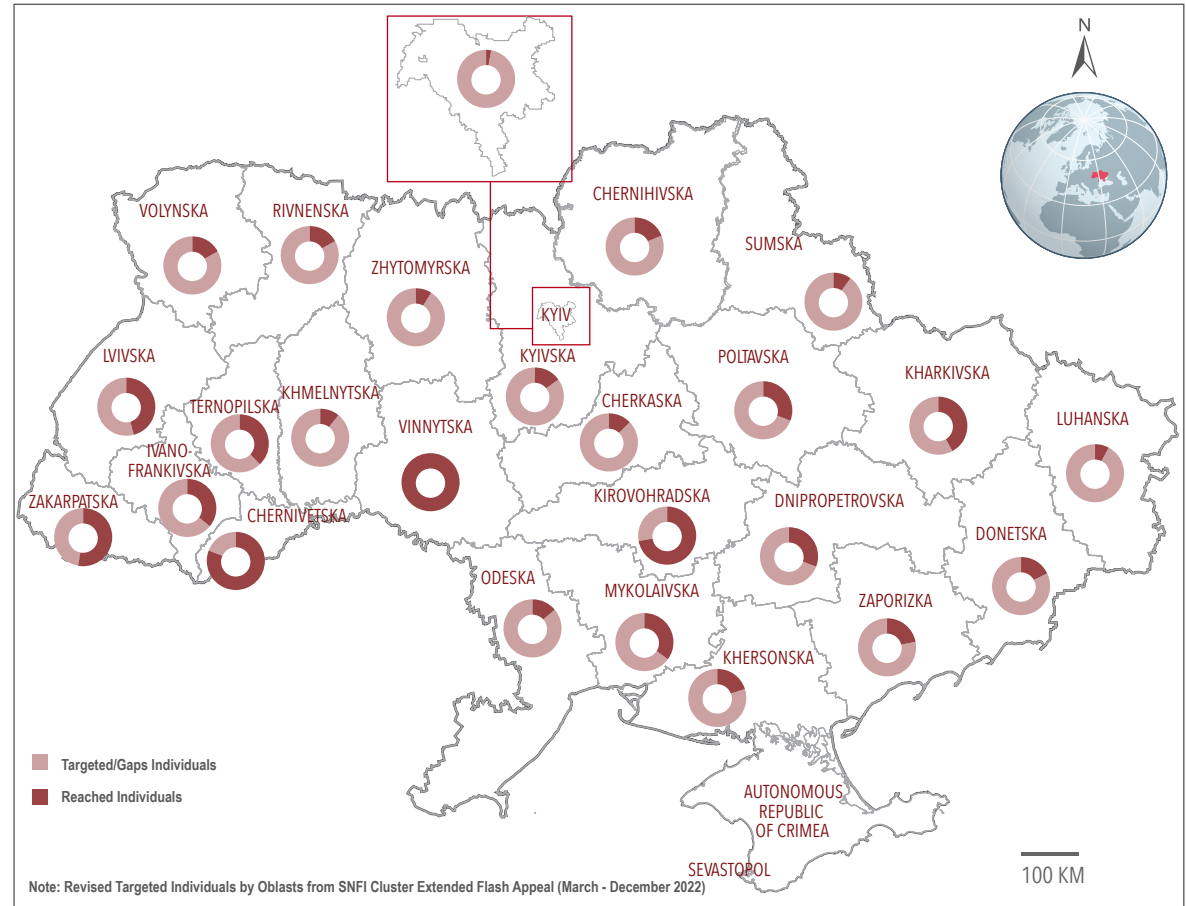 N
CHERNIHIVSKA
VOLYNSKA
RIVNENSKA
SUMSKA
ZHYTOMYRSKA
KYIV
LVIVSKA
KYIVSKA
POLTAVSKA
KHARKIVSKA
KHMELNYTSKA
TERNOPILSKA
CHERKASKA
LUHANSKA
VINNYTSKA
IVANO-
FRANKIVSKA
ZAKARPATSKA
KIROVOHRADSKA
DNIPROPETROVSKA
CHERNIVETSKA
DONETSKA
ODESKA
MYKOLAIVSKA
ZAPORIZKA
KHERSONSKA
Targeted/Gaps Individuals
Reached Individuals
AUTONOMOUS
REPUBLIC
OF CRIMEA
SEVASTOPOL
100 KM
Note: Revised Targeted Individuals by Oblasts from SNFI Cluster Extended Flash Appeal (March - December 2022)